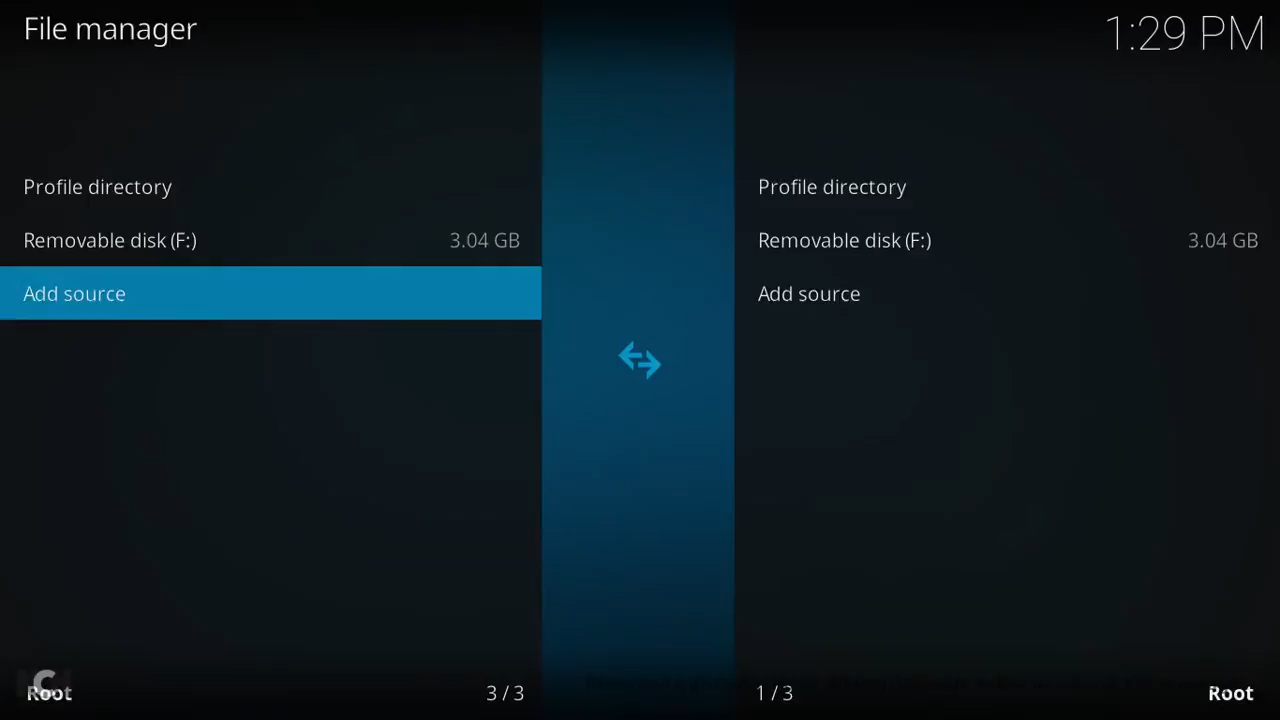 File manager
1:29 PM
Profile directory
Removable disk (F:) 3.04 GB
Add source
Profile directory
Removable disk (F:) 3.04 GB
Add source
Root
3 / 3
1 / 3
Root